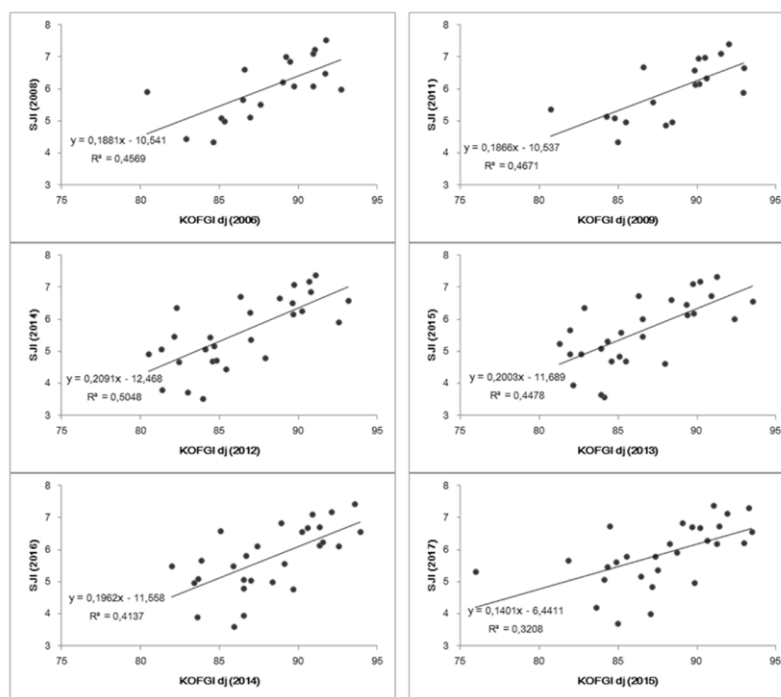 8
7
6
5
4
3
SJI (2008)
y = 0,1881x - 10,541
R² = 0,4569
75 80 85 90 95
KOFGI dj (2006)
8
7
6
5
4
3
SJI (2011)
y = 0,1866x - 10,537
R² = 0,4671
75 80 85 90 95
KOFGI dj (2009)
8
7
6
5
4
3
SJI (2014)
y = 0,2091x - 12,468
R² = 0,5048
75 80 85 90 95
KOFGI dj (2012)
8
7
6
5
4
3
SJI (2015)
y = 0,2003x - 11,689
R² = 0,4478
75 80 85 90 95
KOFGI dj (2013)
8
7
6
5
4
3
SJI (2016)
y = 0,1962x - 11,558
R² = 0,4137
75 80 85 90 95
KOFGI dj (2014)
8
7
6
5
4
3
SJI (2017)
y = 0,1401x - 6,4411
R² = 0,3208
75 80 85 90 95
KOFGI dj (2015)